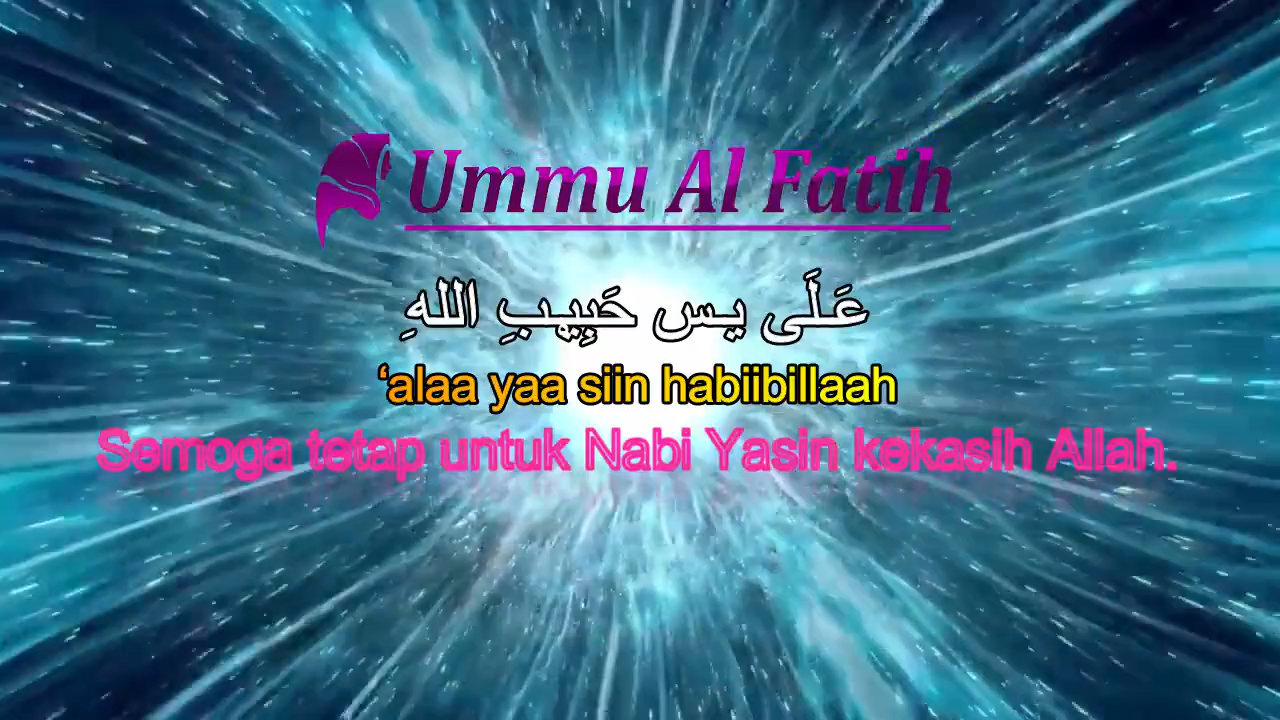 Ummu Al Fatih
عَلَى يس حَبِيبِ اللهِ
‘alaa yaa siin habiibillaah
Semoga tetap untuk Nabi Yasin kekasih Allah.